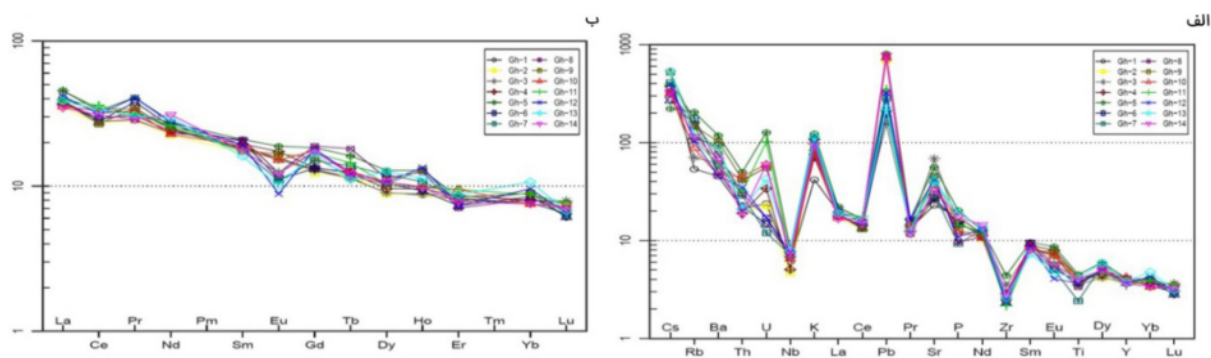 ب
100
10
1
Gh-1 Gh-8
Gh-2 Gh-9
Gh-3 Gh-10
Gh-4 Gh-11
Gh-5 Gh-12
Gh-6 Gh-13
Gh-7 Gh-14
La Pr Pm Eu Tb Ho Tm Lu
Ce Nd Sm Gd Dy Er Yb
الف
1000
100
10
1
Gh-1 Gh-8
Gh-2 Gh-9
Gh-3 Gh-10
Gh-4 Gh-11
Gh-5 Gh-12
Gh-6 Gh-13
Gh-7 Gh-14
Cs Ba U K Ce Pr P Zr Eu Dy Yb
Rb Th Nb La Pb Sr Nd Sm Ti Y Lu